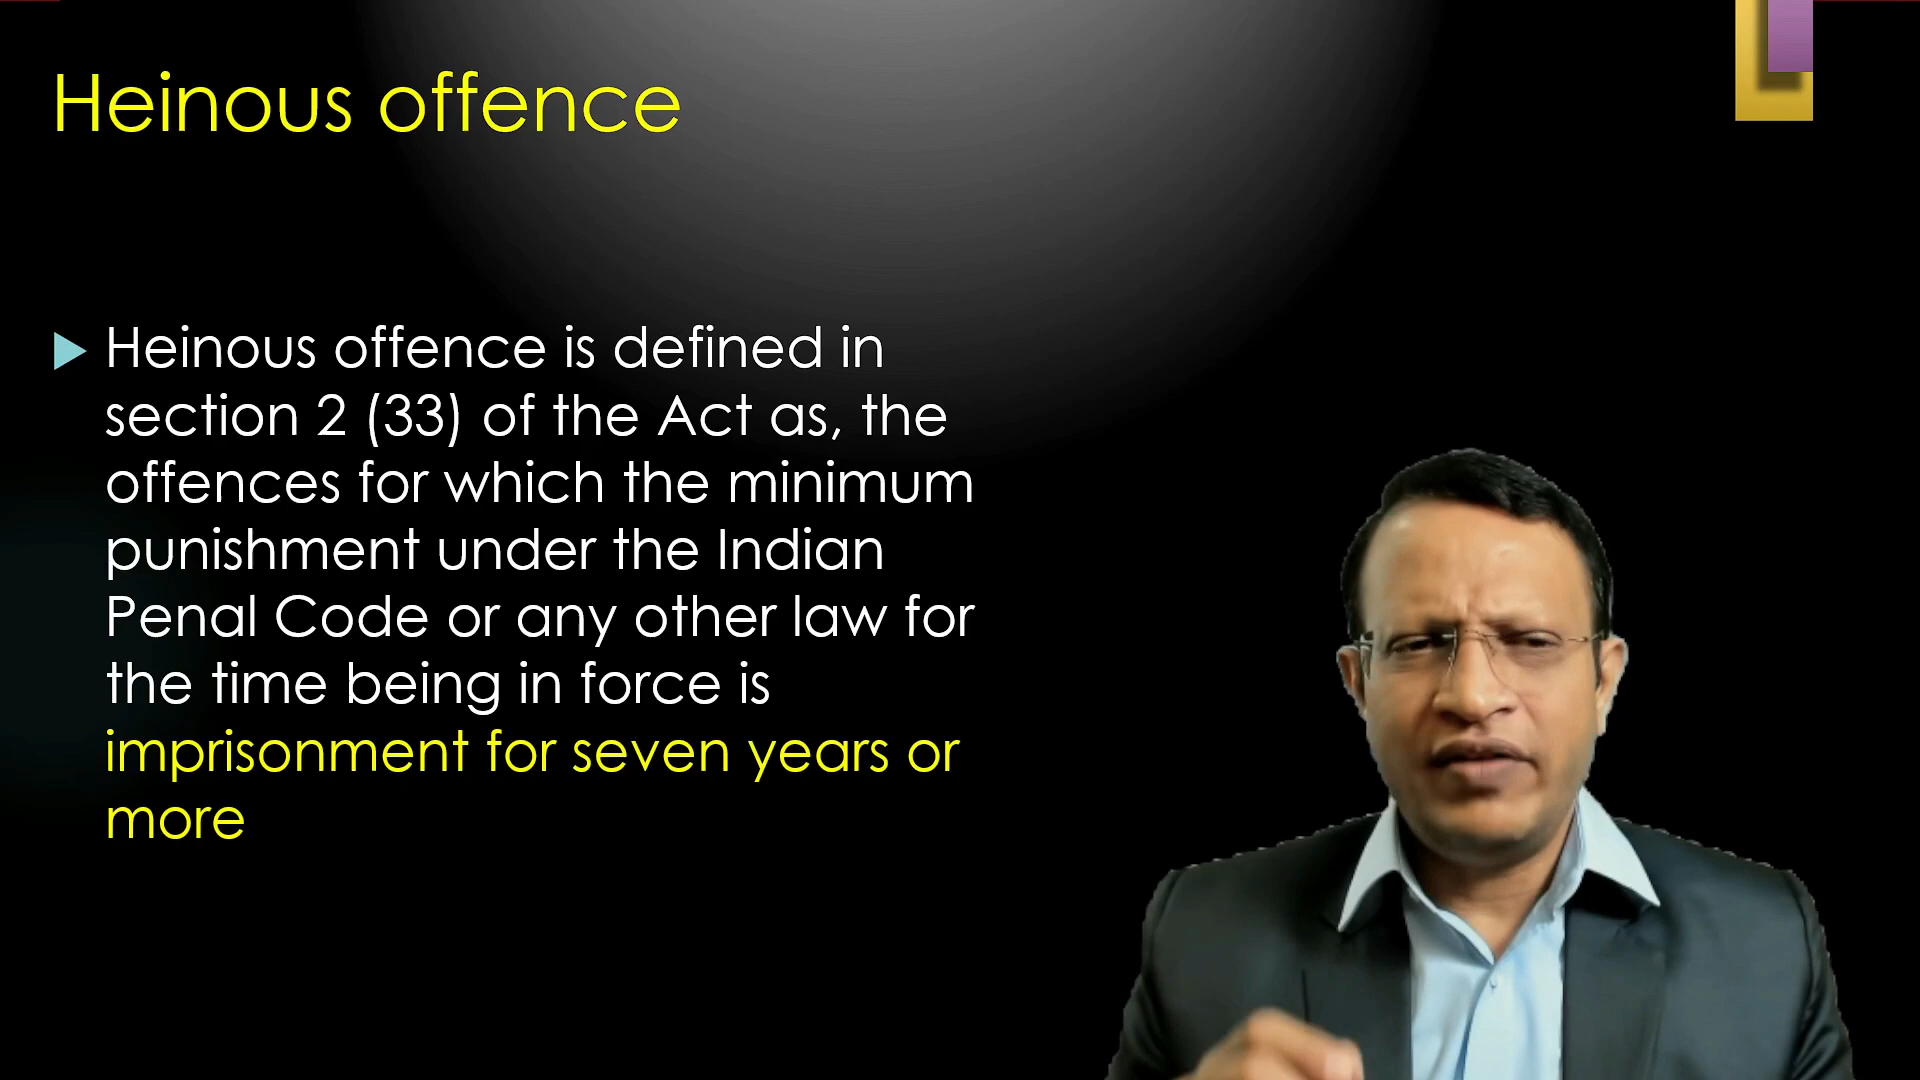 Heinous offence
Heinous offence is defined in
section 2 (33) of the Act as, the
offences for which the minimum
punishment under the Indian
Penal Code or any other law for
the time being in force is
imprisonment for seven years or
more